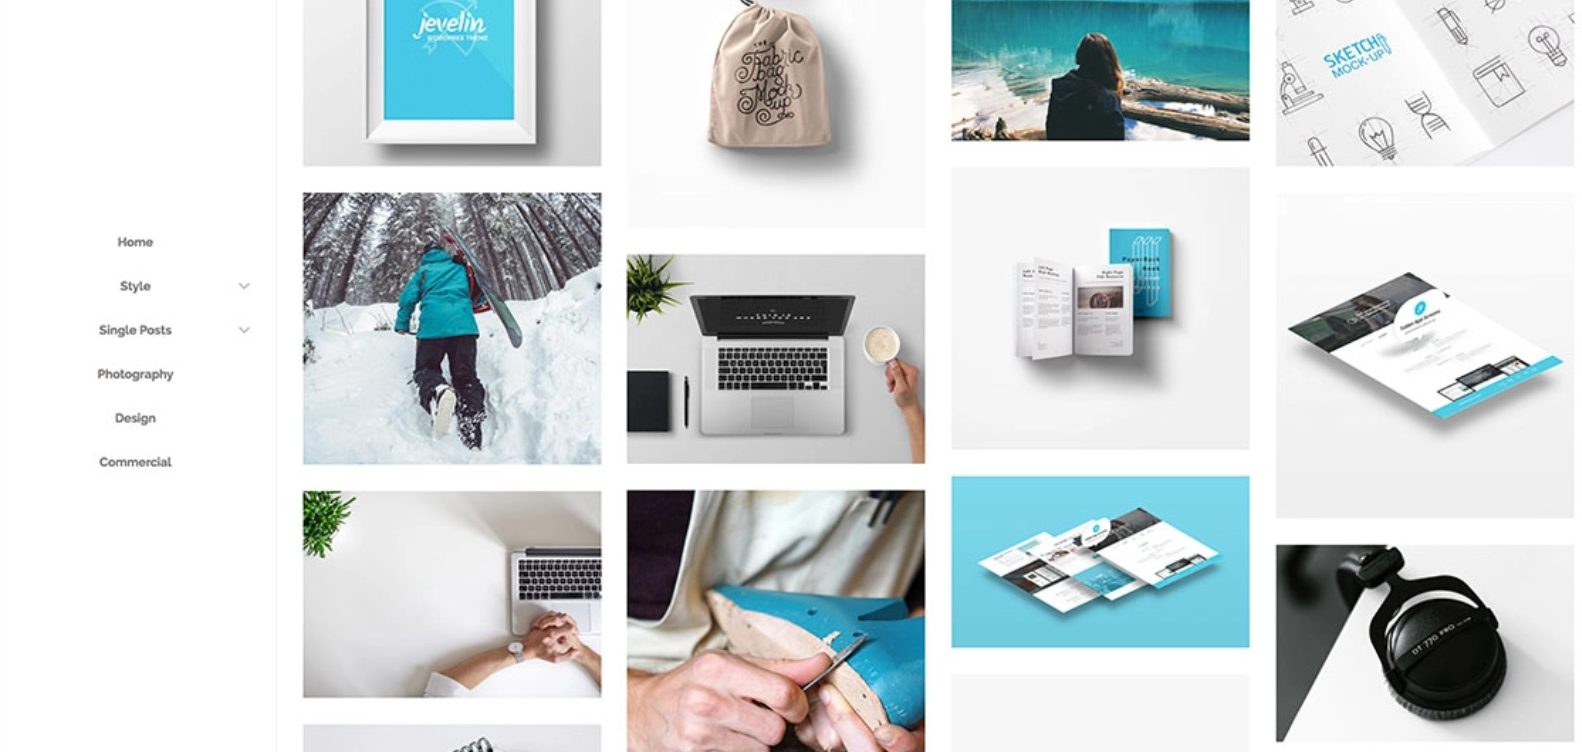 jevelin
WORDPRESS THEME
THE
Fabric
bag
Mock
up
SKETCH
MOCK-UP
Home
Style
Single Posts
Photography
Design
Commercial
DT 770 PRO